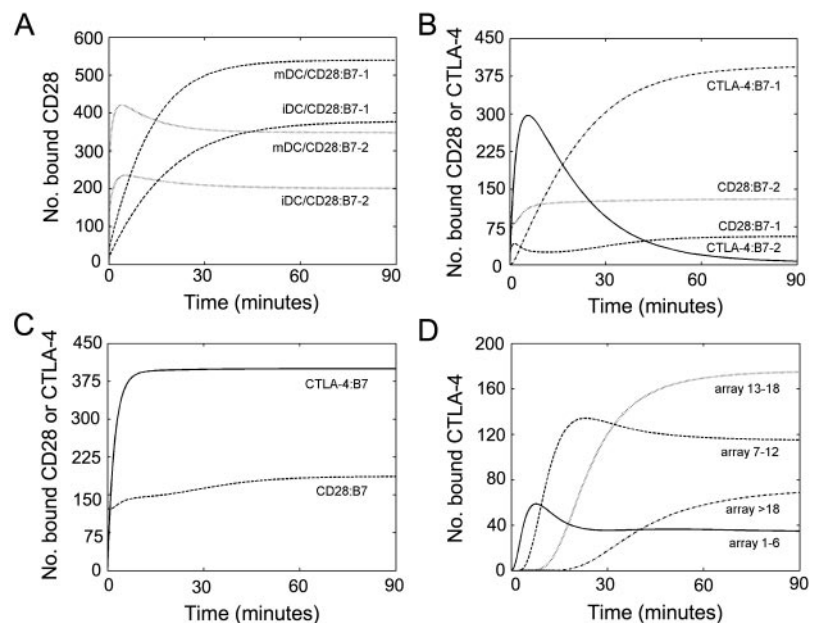 A
No. bound CD28
600
500
400
300
200
100
0
mDC/CD28:B7-1
iDC/CD28:B7-1
mDC/CD28:B7-2
iDC/CD28:B7-2
0
30
60
90
Time (minutes)
B
No. bound CD28 or CTLA-4
450
375
300
225
150
75
0
CTLA-4:B7-1
CD28:B7-2
CD28:B7-1
CTLA-4:B7-2
0
30
60
90
Time (minutes)
C
No. bound CD28 or CTLA-4
450
375
300
225
150
75
0
CTLA-4:B7
CD28:B7
0
30
60
90
Time (minutes)
D
No. bound CTLA-4
200
160
120
80
40
0
array 13-18
array 7-12
array >18
array 1-6
0
30
60
90
Time (minutes)